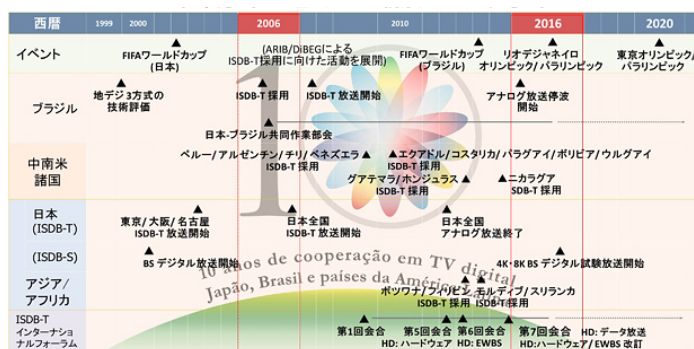 西暦 1999 2000 2006 2010 2016 2020
イベント
FIFAワールドカップ
(日本)
(ARIB/DiBEGによる
ISDB-T採用に向けた活動を展開)
FIFAワールドカップ
(ブラジル)
リオデジャネイロ
オリンピック/パラリンピック
東京オリンピック/
パラリンピック
ブラジル
地デジ3方式の
技術評価
ISDB-T 採用
ISDB-T 放送開始
アナログ放送停波
開始
日本-ブラジル共同作業部会
中南米
諸国
ペルー/アルゼンチン/チリ/ベネズエラ
ISDB-T 採用
エクアドル/コスタリカ/パラグアイ/ボリビア/ウルグアイ
ISDB-T 採用
グアテマラ/ホンジュラス
ISDB-T 採用
ニカラグア
SDB-T 採用
日本
(ISDB-T)
東京/大阪/名古屋
ISDB-T 放送開始
日本全国
ISDB-T 放送開始
日本全国
アナログ放送終了
(ISDB-S)
BS デジタル放送開始
4K・8K BS デジタル試験放送開始
10 anos de cooperação em TV digital
Japão, Brasil e países da América
アジア/
アフリカ
ボツワナ/フィリピン
ISDB-T 採用
モルディブ/スリランカ
ISDB-T 採用
ISDB-T
インターナショ
ナルフォーラム
第1回会合
第5回会合
HD: ハードウェア
第6回会合
HD: EWBS
第7回会合
HD:ハードウェア/EWBS 改訂
HD: データ放送